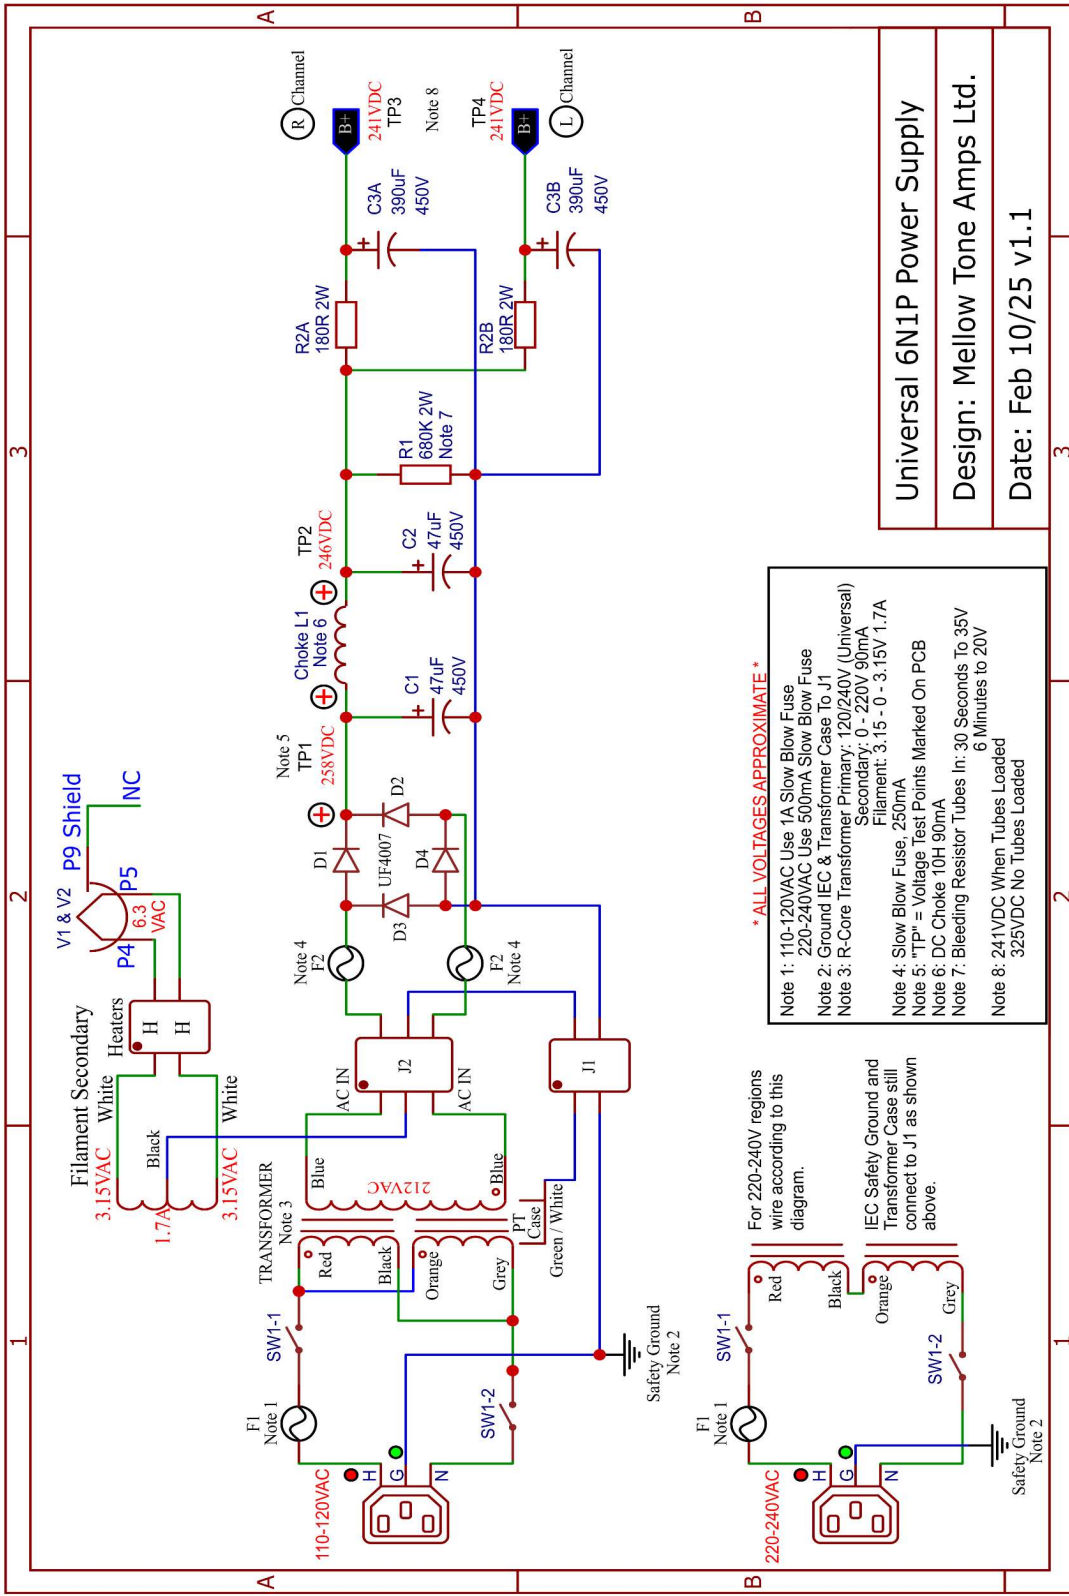 1
2
3
A
B
Filament Secondary
3.15VAC
White
Heaters
H
H
Black
1.7A
3.15VAC
White
V1 & V2
P9 Shield
NC
P4
P5
6.3
VAC
110-120VAC
H
G
N
F1
Note 1
SW1-1
SW1-2
TRANSFORMER
Note 3
Red
Black
Orange
Grey
Blue
212VAC
Blue
PT
Case
Green / White
Safety Ground
Note 2
AC IN
J2
AC IN
J1
Note 4
F2
F2
Note 4
D1
D2
D3
D4
UF4007
Note 5
TP1
258VDC
Choke L1
Note 6
C1
47uF
450V
TP2
246VDC
C2
47uF
450V
R1
680K 2W
Note 7
R2A
180R 2W
R2B
180R 2W
C3A
390uF
450V
C3B
390uF
450V
R Channel
B+
241VDC
TP3
Note 8
TP4
241VDC
B+
L Channel
220-240VAC
H
G
N
F1
Note 1
SW1-1
SW1-2
Safety Ground
Note 2
Red
Black
Orange
Grey
For 220-240V regions
wire according to this
diagram.
IEC Safety Ground and
Transformer Case still
connect to J1 as shown
above.
* ALL VOLTAGES APPROXIMATE *
Note 1: 110-120VAC Use 1A Slow Blow Fuse
220-240VAC Use 500mA Slow Blow Fuse
Note 2: Ground IEC & Transformer Case To J1
Note 3: R-Core Transformer Primary: 120/240V (Universal)
Secondary: 0 - 220V 90mA
Filament: 3.15 - 0 - 3.15V 1.7A
Note 4: Slow Blow Fuse, 250mA
Note 5: "TP" = Voltage Test Points Marked On PCB
Note 6: DC Choke 10H 90mA
Note 7: Bleeding Resistor Tubes In: 30 Seconds To 35V
6 Minutes to 20V
Note 8: 241VDC When Tubes Loaded
325VDC No Tubes Loaded
Universal 6N1P Power Supply
Design: Mellow Tone Amps Ltd.
Date: Feb 10/25 v1.1
A
B
1
2
3